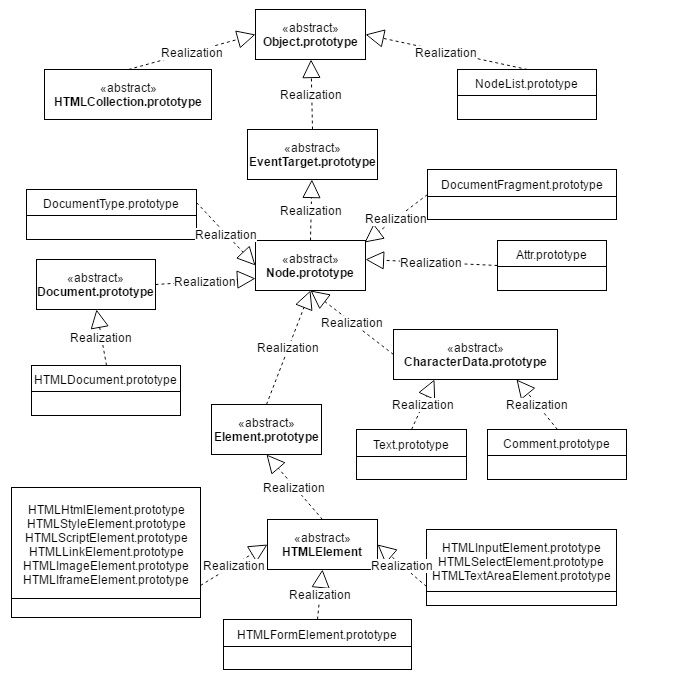 «abstract»
Object.prototype
Realization
Realization
«abstract»
HTMLCollection.prototype
Realization
NodeList.prototype
«abstract»
EventTarget.prototype
DocumentType.prototype
Realization
DocumentFragment.prototype
Realization
Realization
«abstract»
Node.prototype
Attr.prototype
Realization
«abstract»
Document.prototype
Realization
Realization
Realization
Realization
«abstract»
CharacterData.prototype
HTMLDocument.prototype
«abstract»
Element.prototype
Realization
Realization
Text.prototype
Comment.prototype
Realization
HTMLHtmlElement.prototype
HTMLStyleElement.prototype
HTMLScriptElement.prototype
HTMLLinkElement.prototype
HTMLImageElement.prototype
HTMLIframeElement.prototype
Realization
«abstract»
HTMLElement
Realization
HTMLInputElement.prototype
HTMLSelectElement.prototype
HTMLTextAreaElement.prototype
Realization
HTMLFormElement.prototype